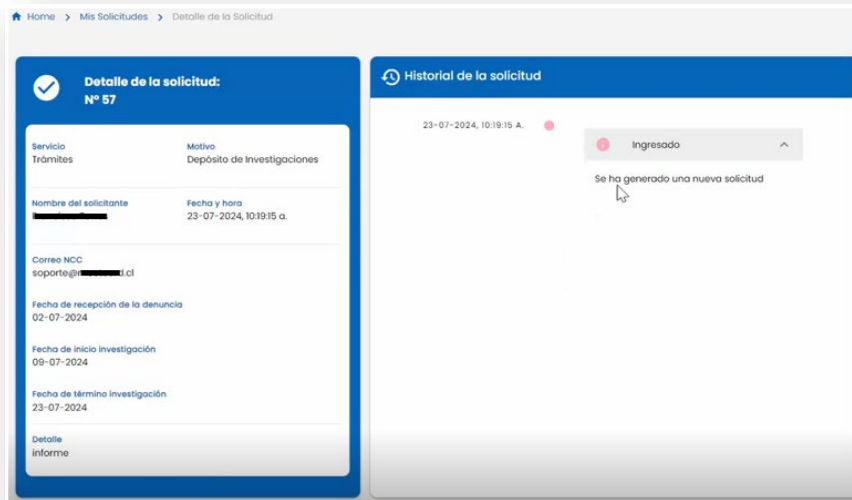 Home > Mis Solicitudes > Detalle de la Solicitud
Detalle de la solicitud:
N° 57
Servicio
Trámites
Motivo
Depósito de Investigaciones
Nombre del solicitante
Fecha y hora
23-07-2024, 10:19:15 a.
Correo NCC
soporte@ d.cl
Fecha de recepción de la denuncia
02-07-2024
Fecha de inicio investigación
09-07-2024
Fecha de término investigación
23-07-2024
Detalle
informe
Historial de la solicitud
23-07-2024, 10:19:15 A.
Ingresado
Se ha generado una nueva solicitud